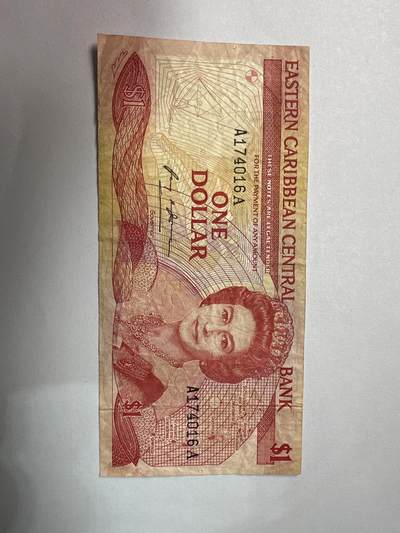 EASTERN CARIBBEAN CENTRAL BANK
THESE NOTES ARE LEGAL TENDER
FOR THE PAYMENT OF ANY AMOUNT
A174016A
ONE
DOLLAR
$1
A174016A
$1
$1